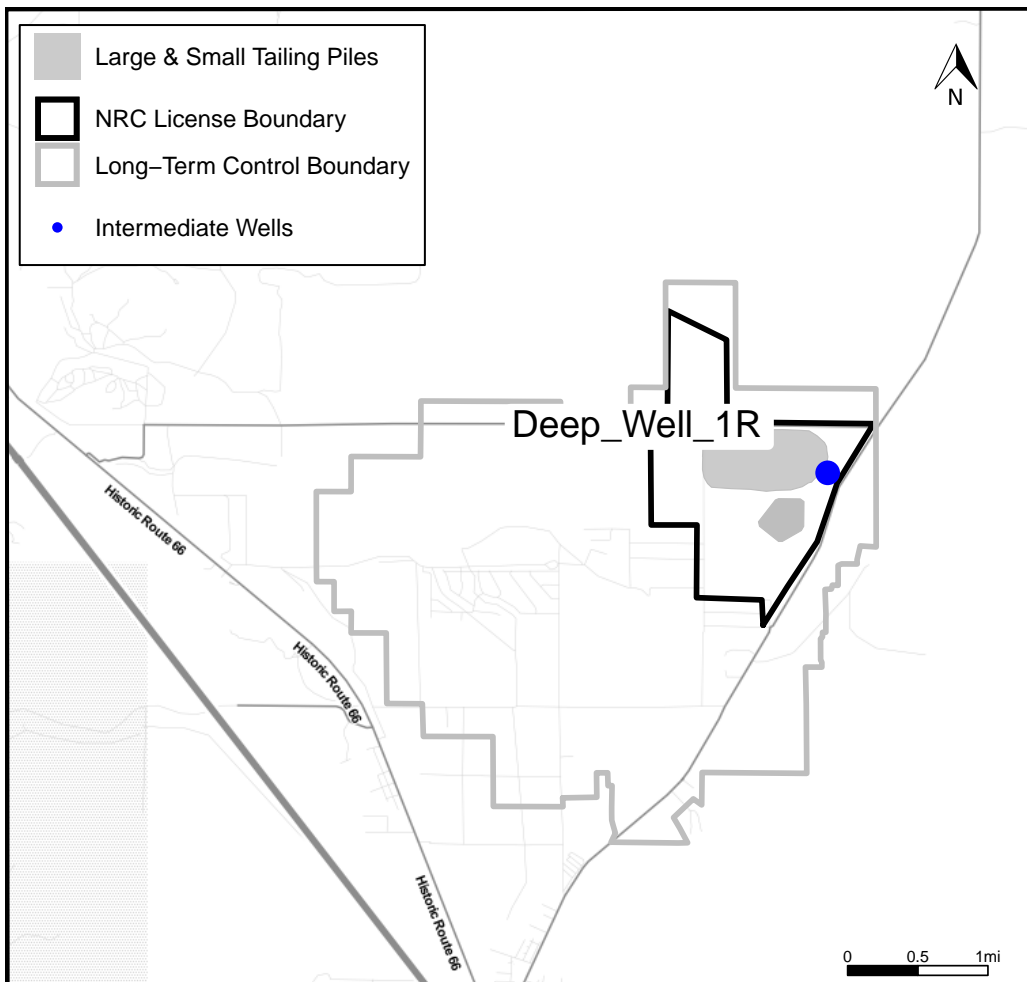 Large & Small Tailing Piles
NRC License Boundary
Long−Term Control Boundary
Intermediate Wells
N
Deep_Well_1R
Historic Route 66
Historic Route 66
Historic Route 66
0 0.5 1mi